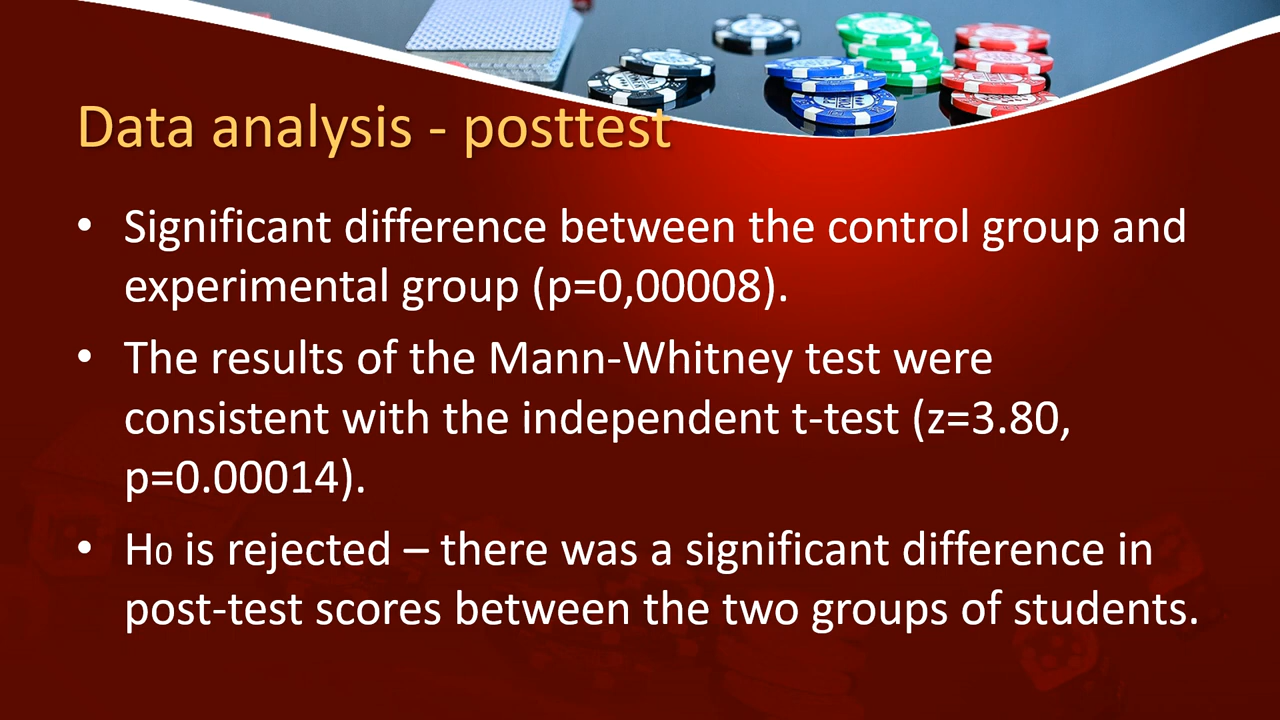 Data analysis - posttest
• Significant difference between the control group and
experimental group (p=0,00008).
• The results of the Mann-Whitney test were
consistent with the independent t-test (z=3.80,
p=0.00014).
• H0 is rejected – there was a significant difference in
post-test scores between the two groups of students.